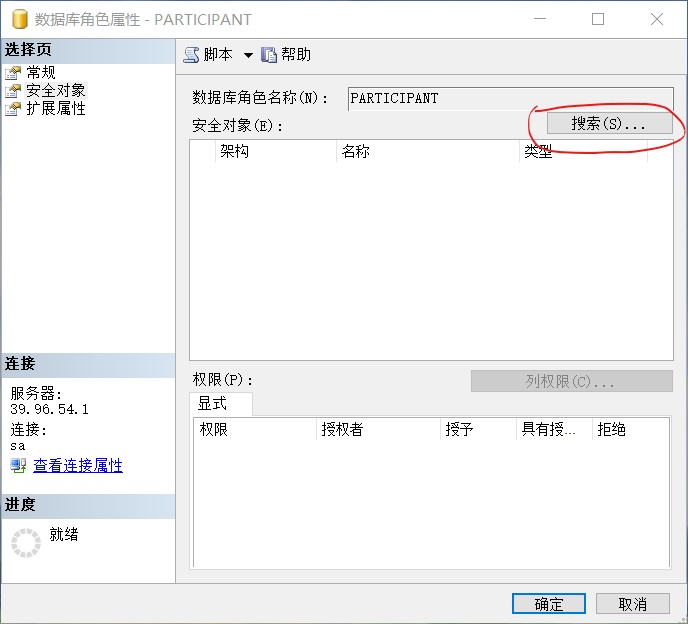 数据库角色属性 - PARTICIPANT
选择页
常规
安全对象
扩展属性
脚本 帮助
数据库角色名称(N): PARTICIPANT
安全对象(E): 搜索(S)...
架构 名称 类型
权限(P): 列权限(C)...
显式
权限 授权者 授予 具有授... 拒绝
连接
服务器:
39.96.54.1
连接:
sa
查看连接属性
进度
就绪
确定 取消